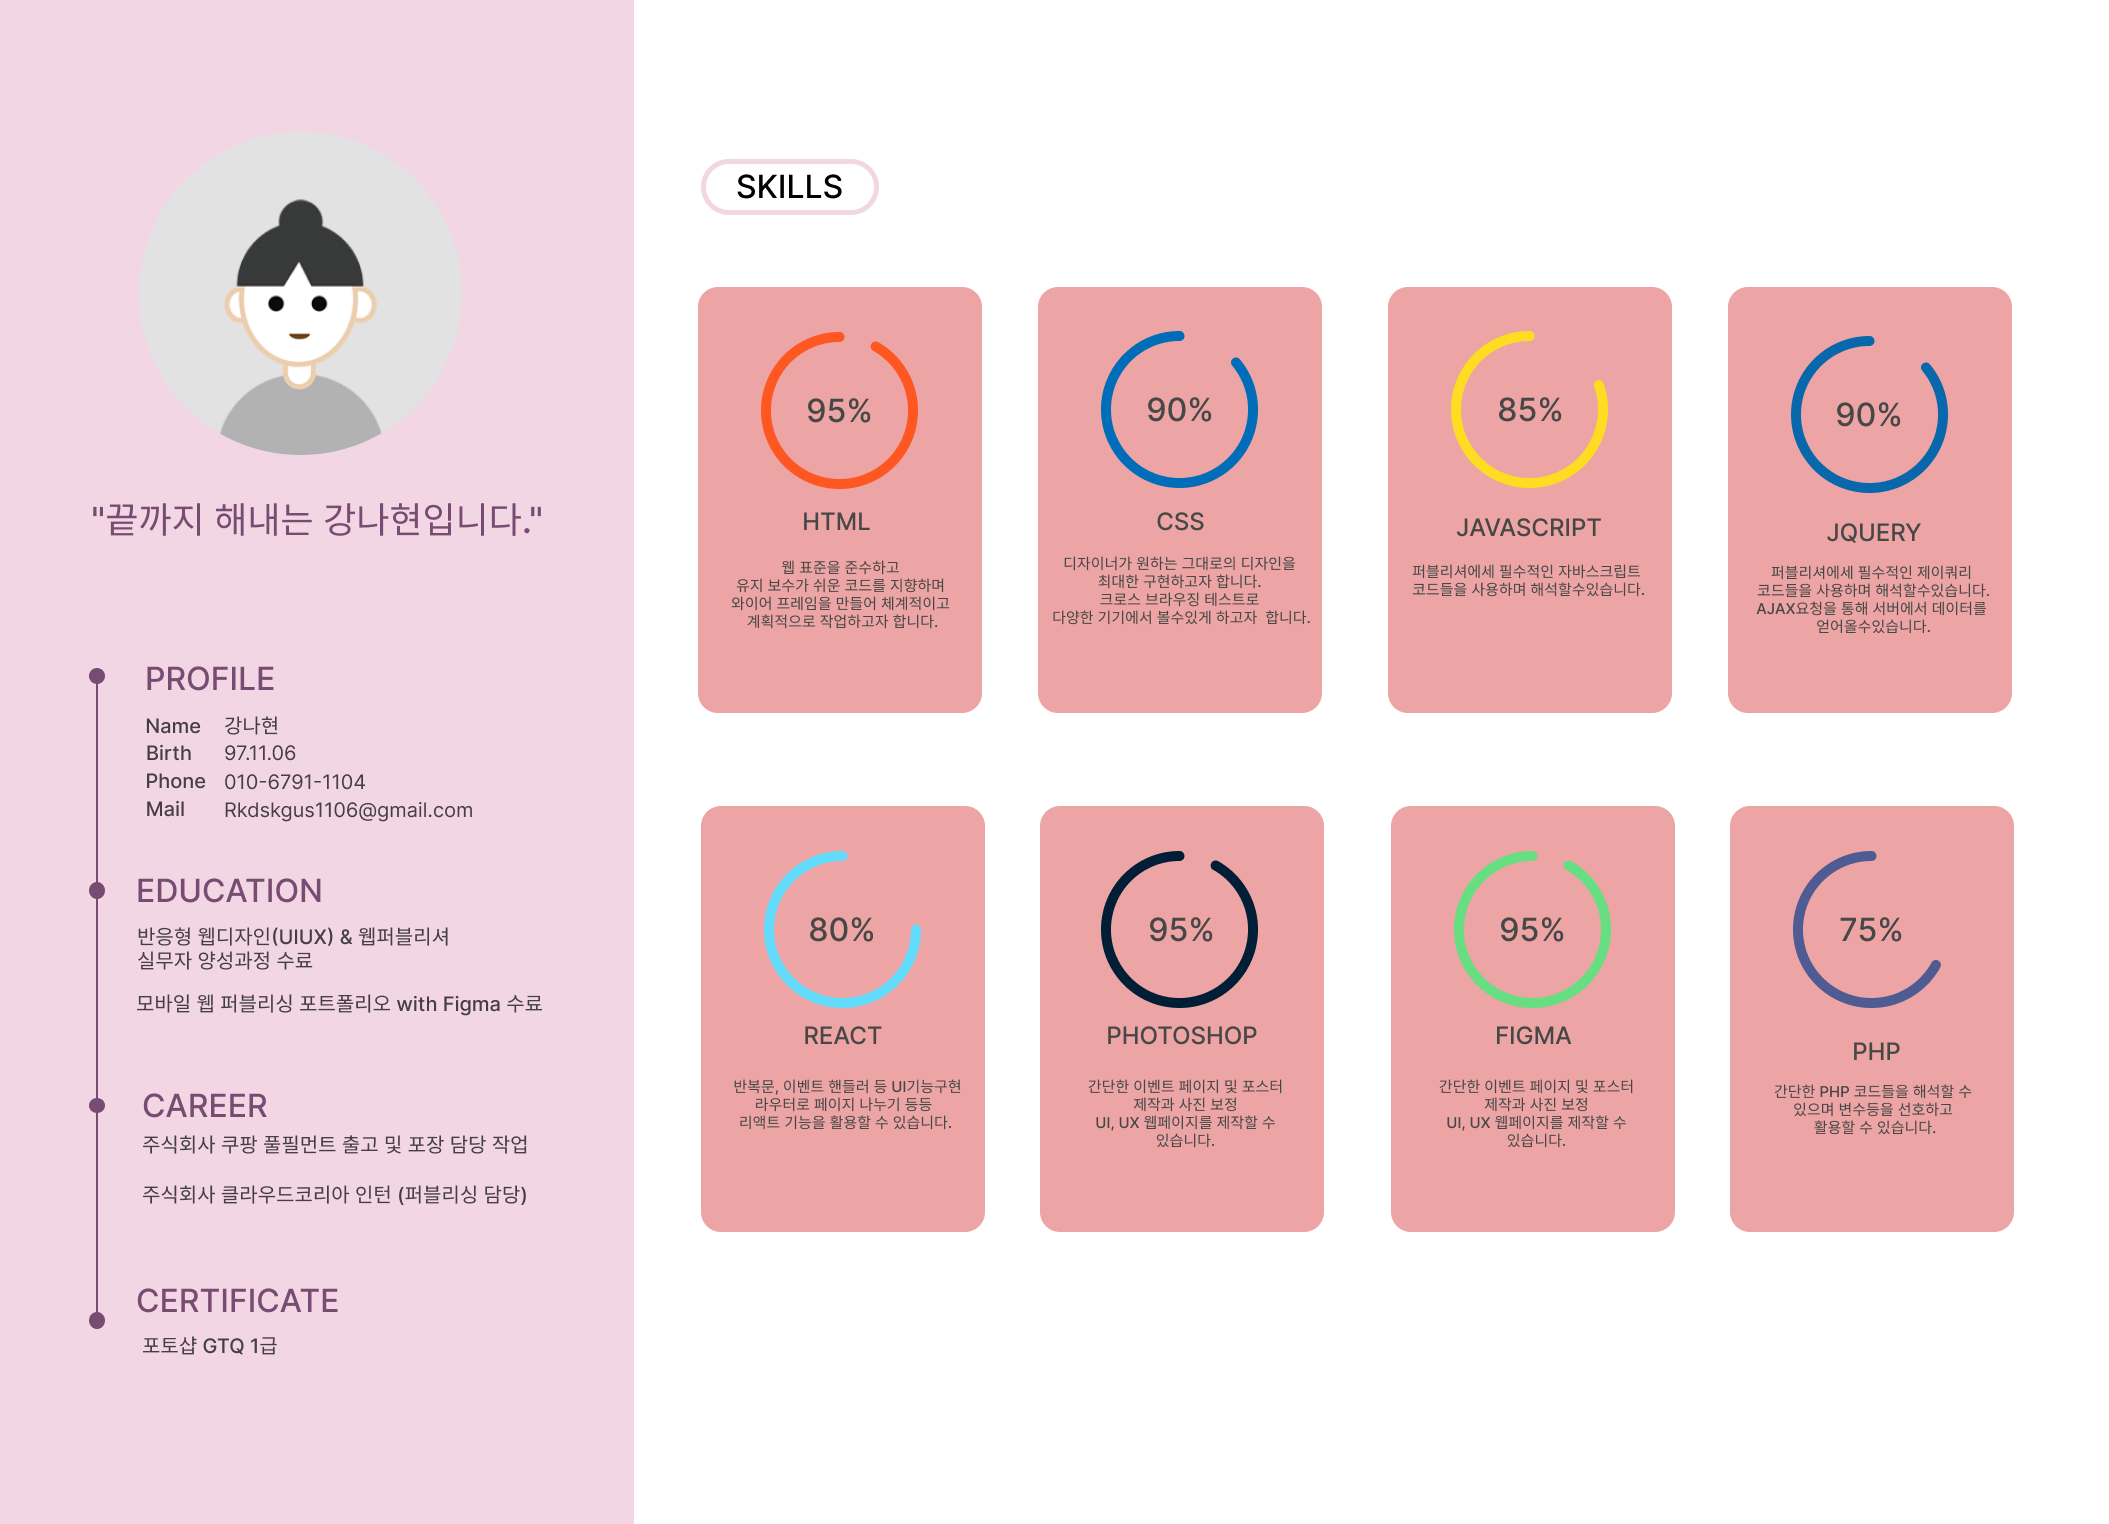 "끝까지 해내는 강나현입니다."
PROFILE
Name 강나현
Birth 97.11.06
Phone 010-6791-1104
Mail Rkdskgus1106@gmail.com
EDUCATION
반응형 웹디자인(UIUX) & 웹퍼블리셔
실무자 양성과정 수료
모바일 웹 퍼블리싱 포트폴리오 with Figma 수료
CAREER
주식회사 쿠팡 풀필먼트 출고 및 포장 담당 작업
주식회사 클라우드코리아 인턴 (퍼블리싱 담당)
CERTIFICATE
포토샵 GTQ 1급
SKILLS
95%
HTML
웹 표준을 준수하고
유지 보수가 쉬운 코드를 지향하며
와이어 프레임을 만들어 체계적이고
계획적으로 작업하고자 합니다.
90%
CSS
디자이너가 원하는 그대로의 디자인을
최대한 구현하고자 합니다.
크로스 브라우징 테스트로
다양한 기기에서 볼수있게 하고자 합니다.
85%
JAVASCRIPT
퍼블리셔에세 필수적인 자바스크립트
코드들을 사용하며 해석할수있습니다.
90%
JQUERY
퍼블리셔에세 필수적인 제이쿼리
코드들을 사용하며 해석할수있습니다.
AJAX요청을 통해 서버에서 데이터를
얻어올수있습니다.
80%
REACT
반복문, 이벤트 핸들러 등 UI기능구현
라우터로 페이지 나누기 등등
리액트 기능을 활용할 수 있습니다.
95%
PHOTOSHOP
간단한 이벤트 페이지 및 포스터
제작과 사진 보정
UI, UX 웹페이지를 제작할 수
있습니다.
95%
FIGMA
간단한 이벤트 페이지 및 포스터
제작과 사진 보정
UI, UX 웹페이지를 제작할 수
있습니다.
75%
PHP
간단한 PHP 코드들을 해석할 수
있으며 변수등을 선호하고
활용할 수 있습니다.